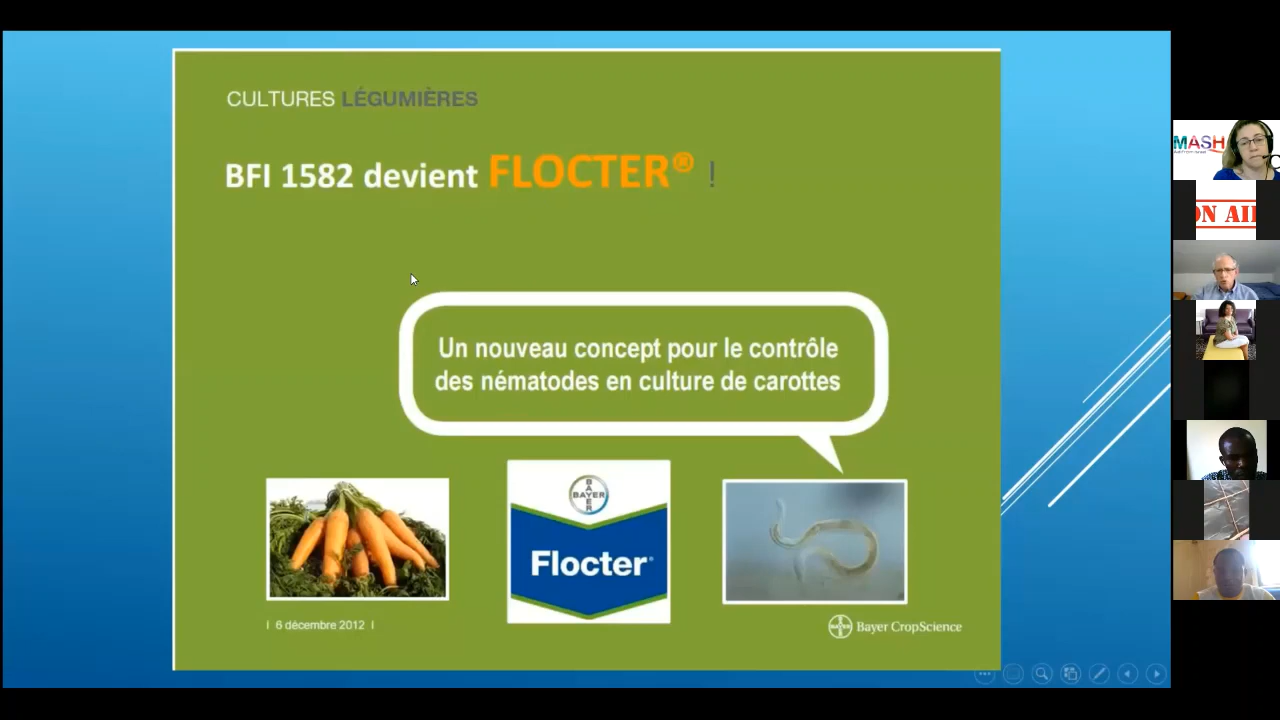 CULTURES LÉGUMIÈRES
BFI 1582 devient FLOCTER® !
Un nouveau concept pour le contrôle
des nématodes en culture de carottes
BAYER
BAYER
Flocter®
I 6 décembre 2012 I
Bayer CropScience
MASH
ON AI